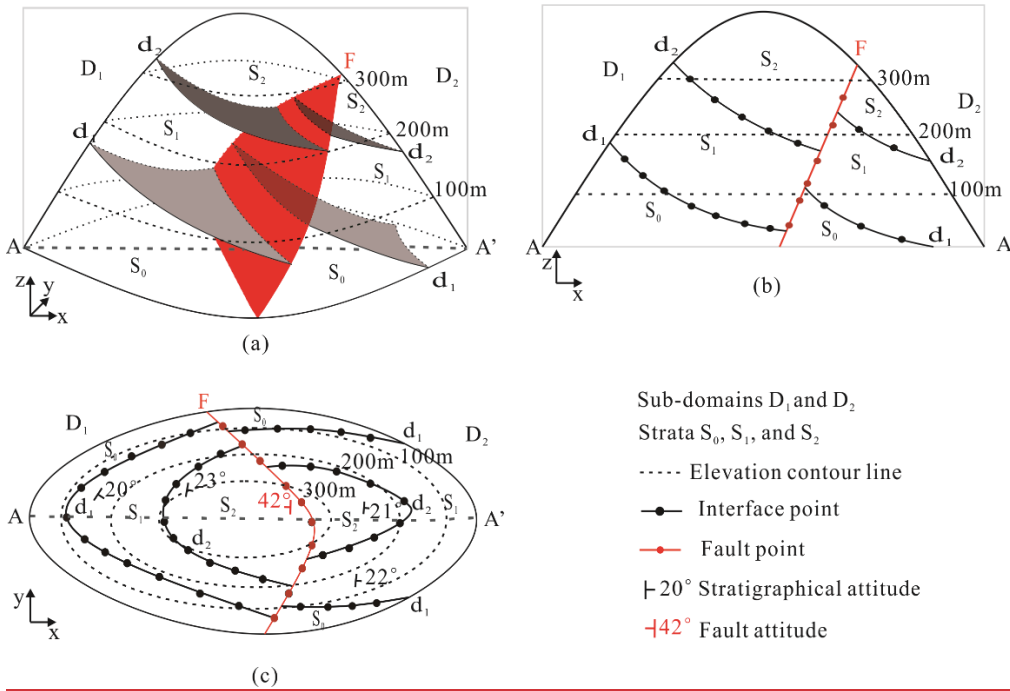 d₂
F
D₁
S₂
300m
D₂
S₂
d₁
S₁
200m
d₂
S₁
100m
A
A’
S₀
S₀
d₁
z
y
x
(a)
F
d₂
S₂
D₁
300m
S₂
D₂
d₁
200m
S₁
S₁
d₂
100m
S₀
S₀
d₁
A
A
z
x
(b)
F
D₁
S₀
d₁
D₂
S₀
200m
100m
20°
23°
300m
A
d₁
S₁
S₂
42°
S₂
21°
d₂
S₁
A’
d₂
22°
y
x
S₀
d₁
(c)
Sub-domains D₁ and D₂
Strata S₀, S₁, and S₂
Elevation contour line
Interface point
Fault point
20° Stratigraphical attitude
42° Fault attitude